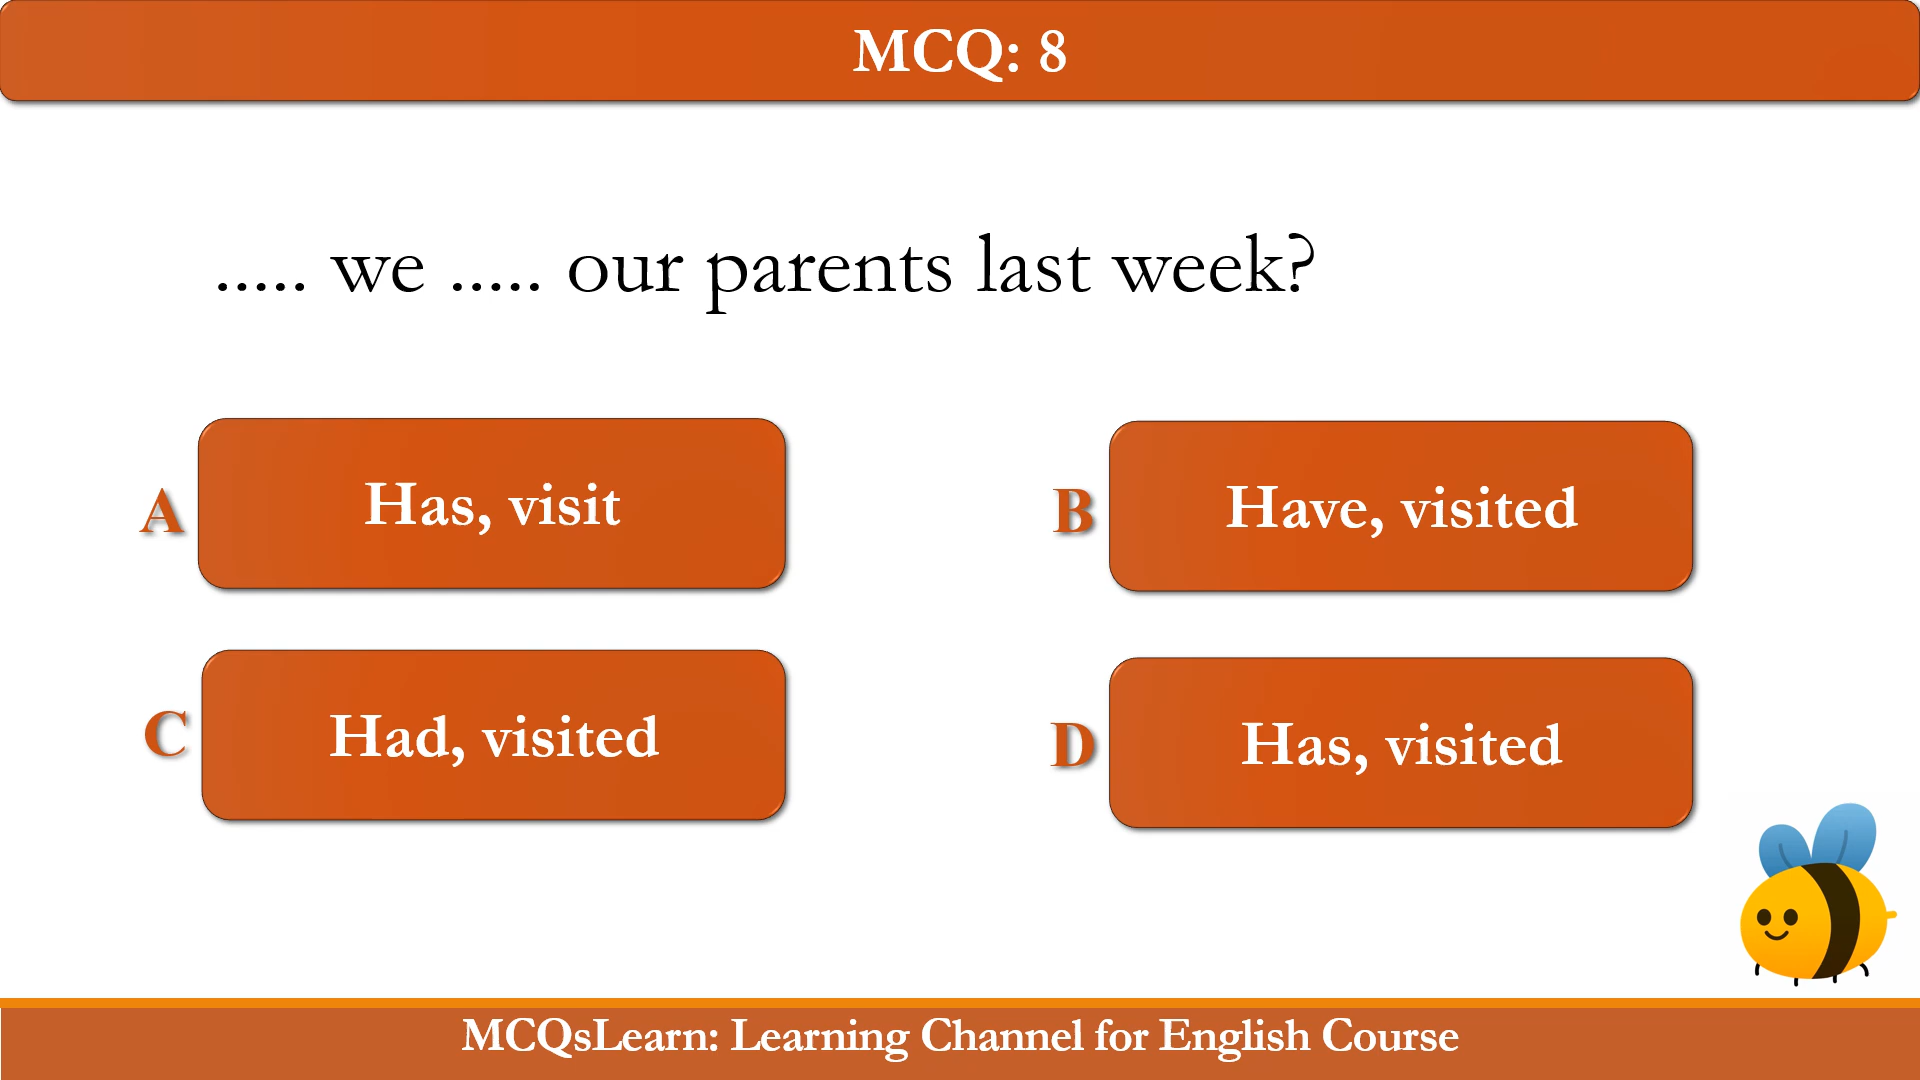 MCQ: 8
..... we ..... our parents last week?
A
Has, visit
B
Have, visited
C
Had, visited
D
Has, visited
MCQsLearn: Learning Channel for English Course